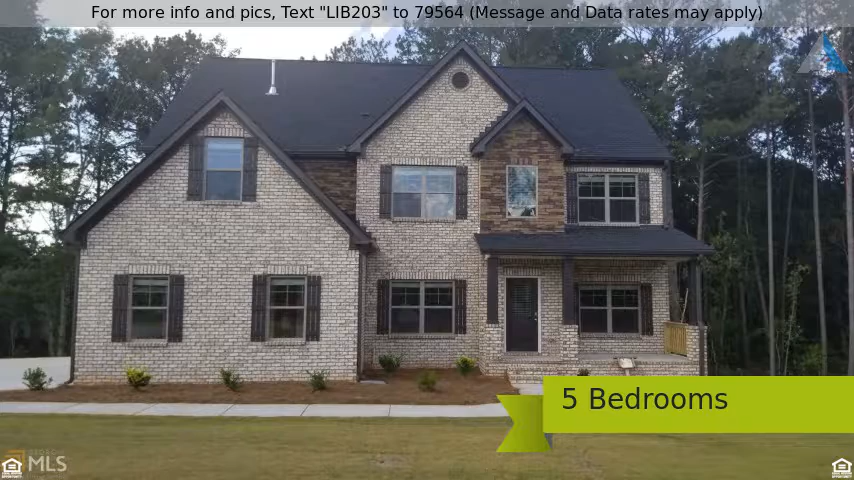 For more info and pics, Text "LIB203" to 79564 (Message and Data rates may apply)
5 Bedrooms
MLS